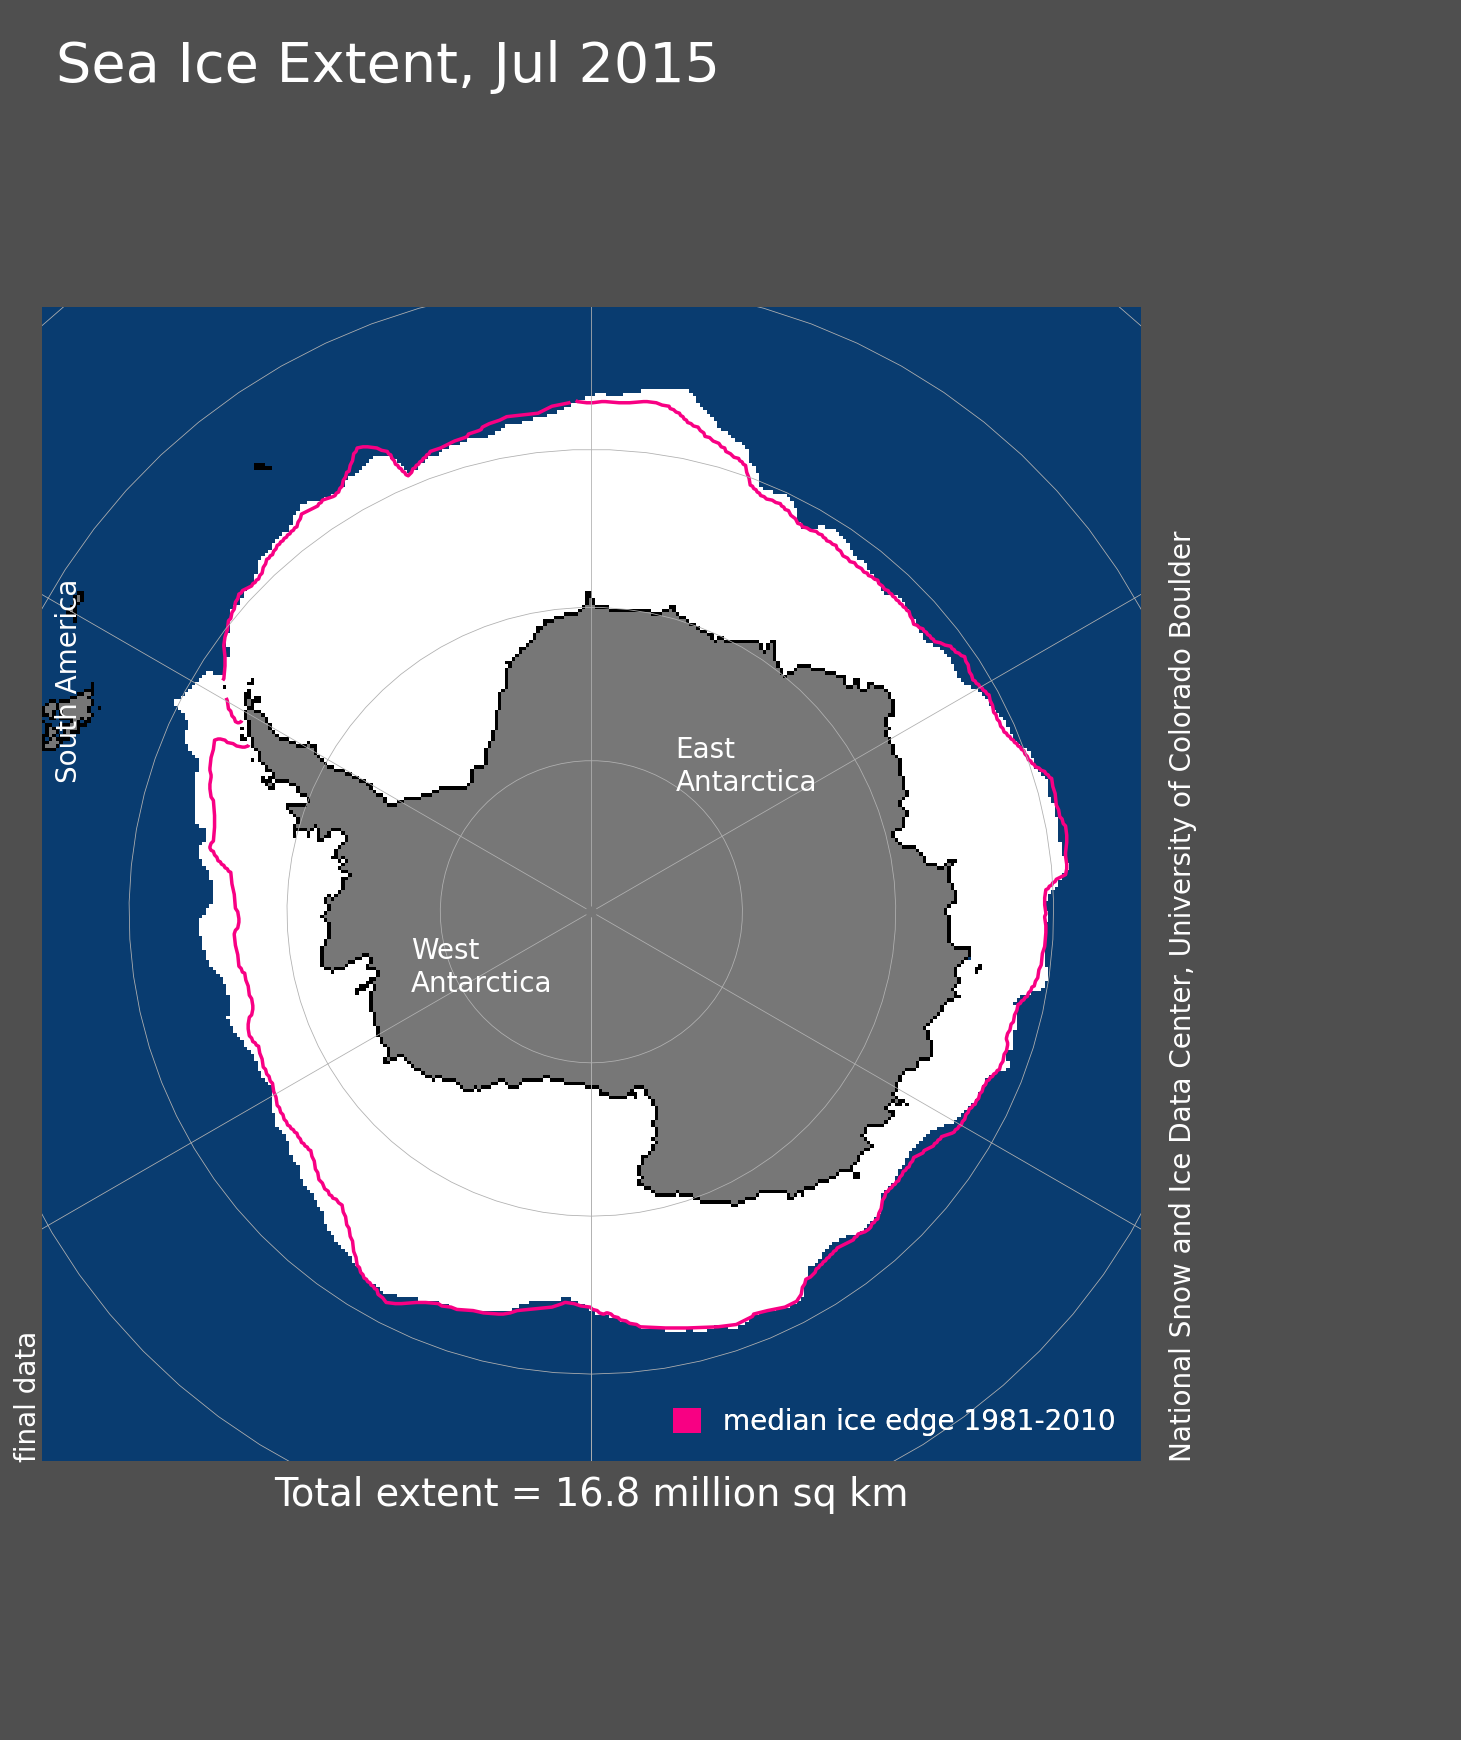 Sea Ice Extent, Jul 2015
South America
East
Antarctica
West
Antarctica
median ice edge 1981-2010
final data
National Snow and Ice Data Center, University of Colorado Boulder
Total extent = 16.8 million sq km